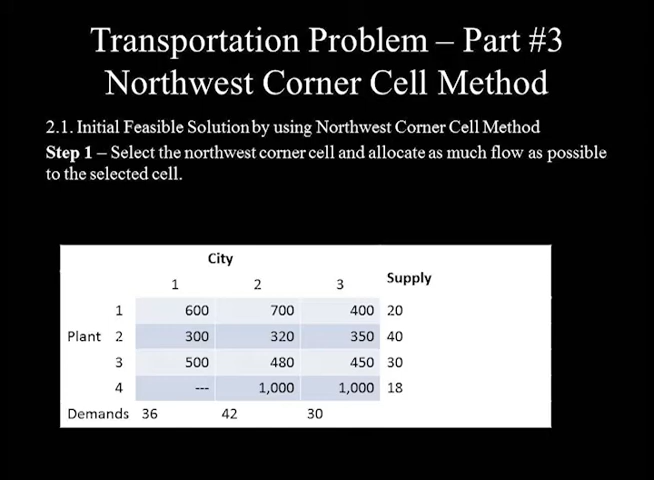 Transportation Problem – Part #3
Northwest Corner Cell Method
2.1. Initial Feasible Solution by using Northwest Corner Cell Method
Step 1 – Select the northwest corner cell and allocate as much flow as possible
to the selected cell.
City
1 2 3 Supply
1 600 700 400 20
Plant 2 300 320 350 40
3 500 480 450 30
4 --- 1,000 1,000 18
Demands 36 42 30